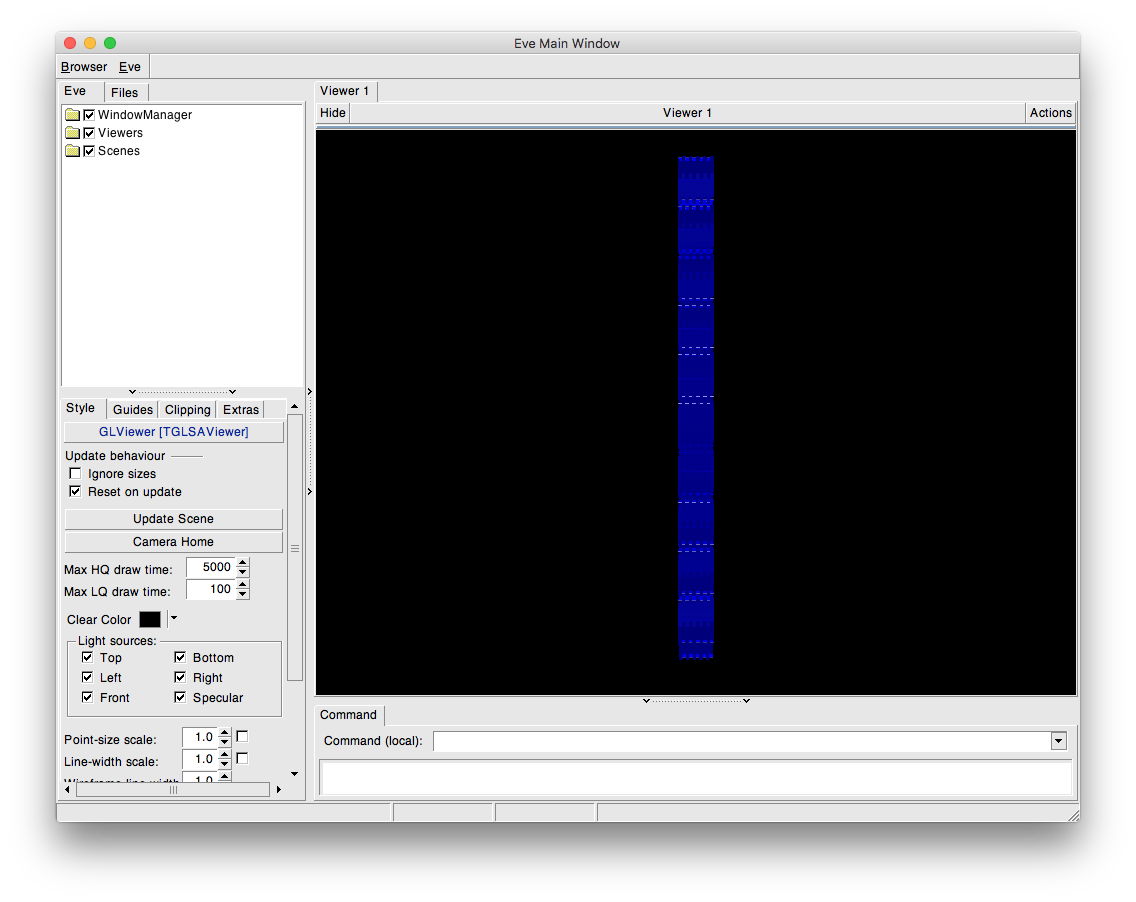 Eve Main Window
Browser Eve
Eve Files
WindowManager
Viewers
Scenes
Viewer 1
Hide Viewer 1 Actions
Style Guides Clipping Extras
GLViewer [TGLSAViewer]
Update behaviour
Ignore sizes
Reset on update
Update Scene
Camera Home
Max HQ draw time: 5000
Max LQ draw time: 100
Clear Color
Light sources:
Top Bottom
Left Right
Front Specular
Point-size scale: 1.0
Line-width scale: 1.0
Wireframe line-width 1.0
Command
Command (local):